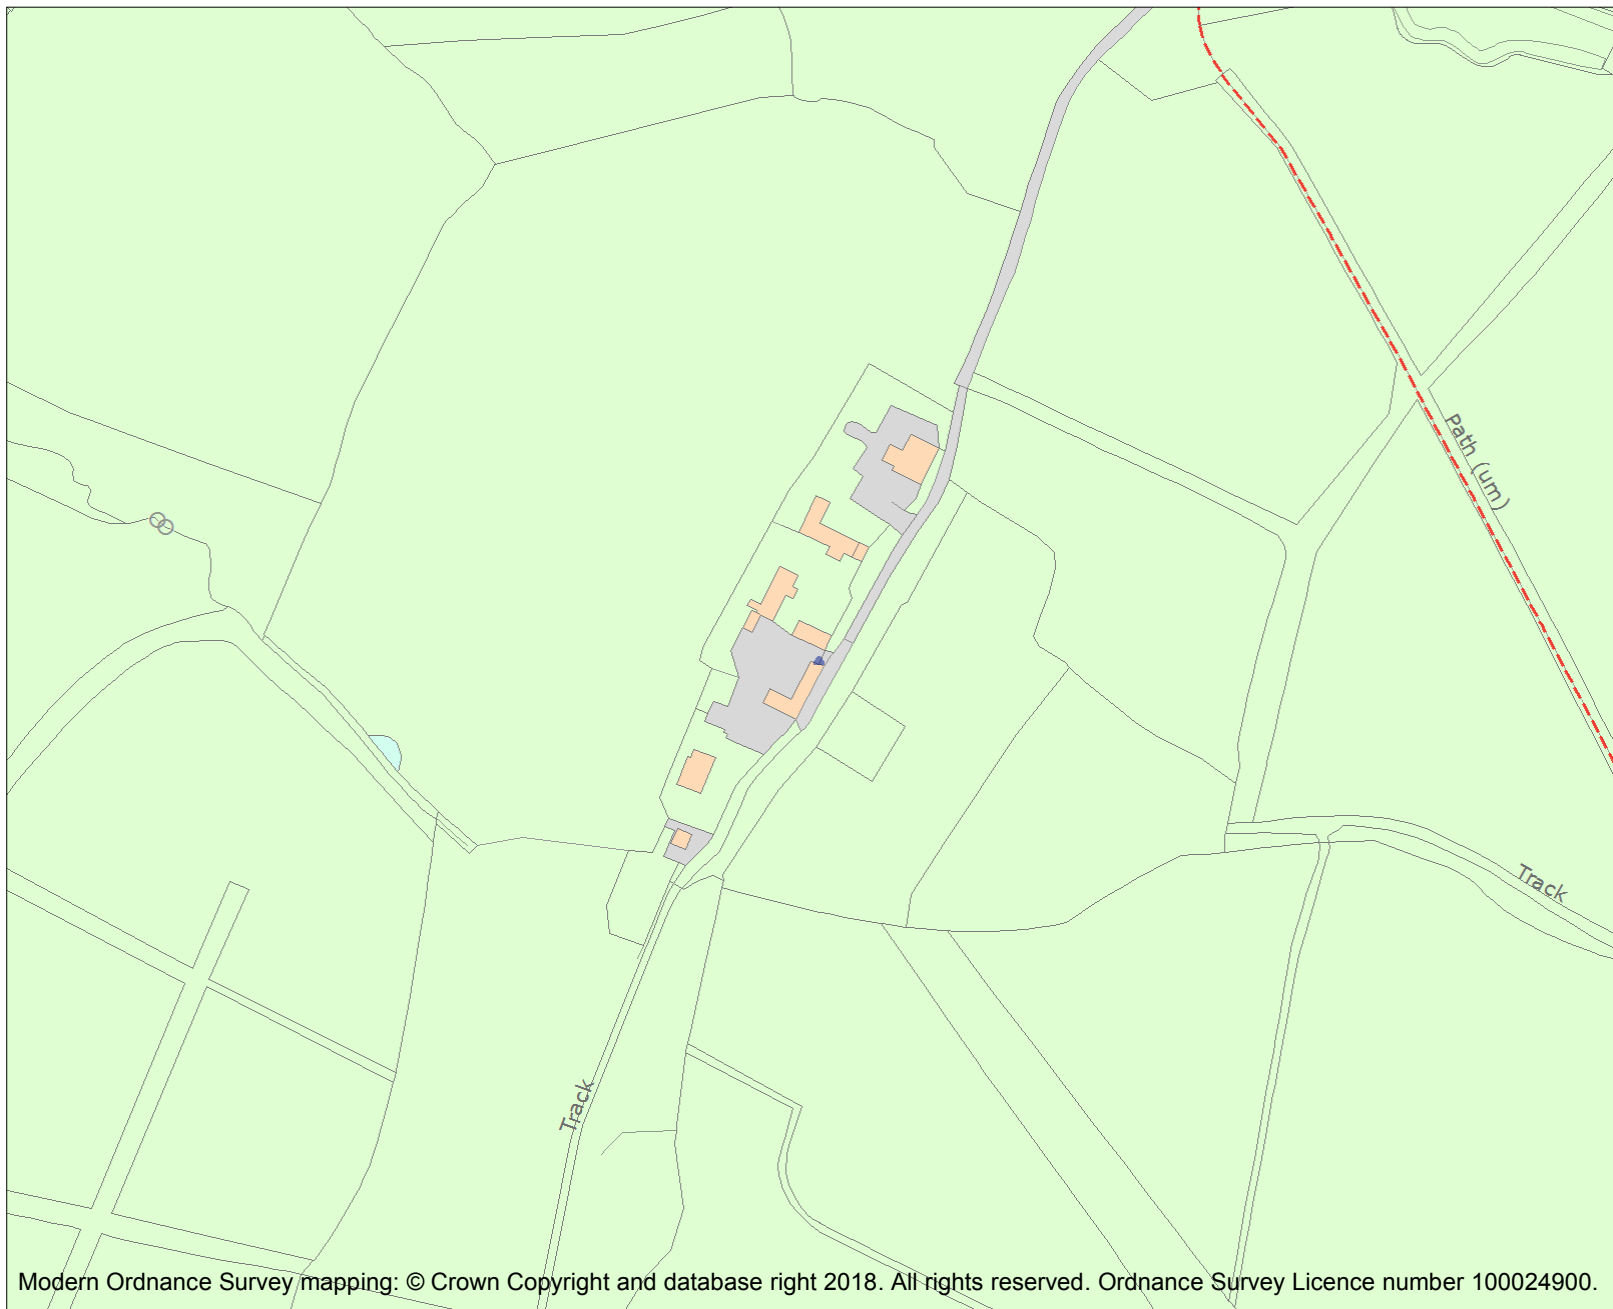 Path (um)
Track
Track
Modern Ordnance Survey mapping: © Crown Copyright and database right 2018. All rights reserved. Ordnance Survey Licence number 100024900.